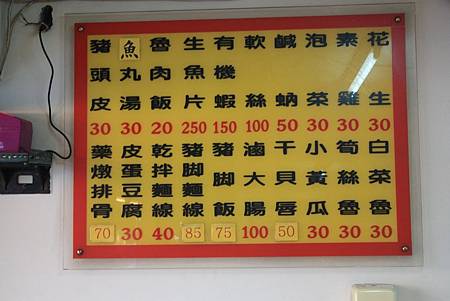 花生 30
素雞 30
泡菜 30
鹹蚋 50
軟絲 100
有機蝦 150
生魚片 250
魯肉飯 20
魚丸湯 30
豬頭皮 30
白菜魯 30
筍絲魯 30
小黃瓜 30
干貝唇 50
滷大腸 100
豬脚飯 75
豬脚麵線 85
乾拌麵線 40
皮蛋豆腐 30
藥燉排骨 70